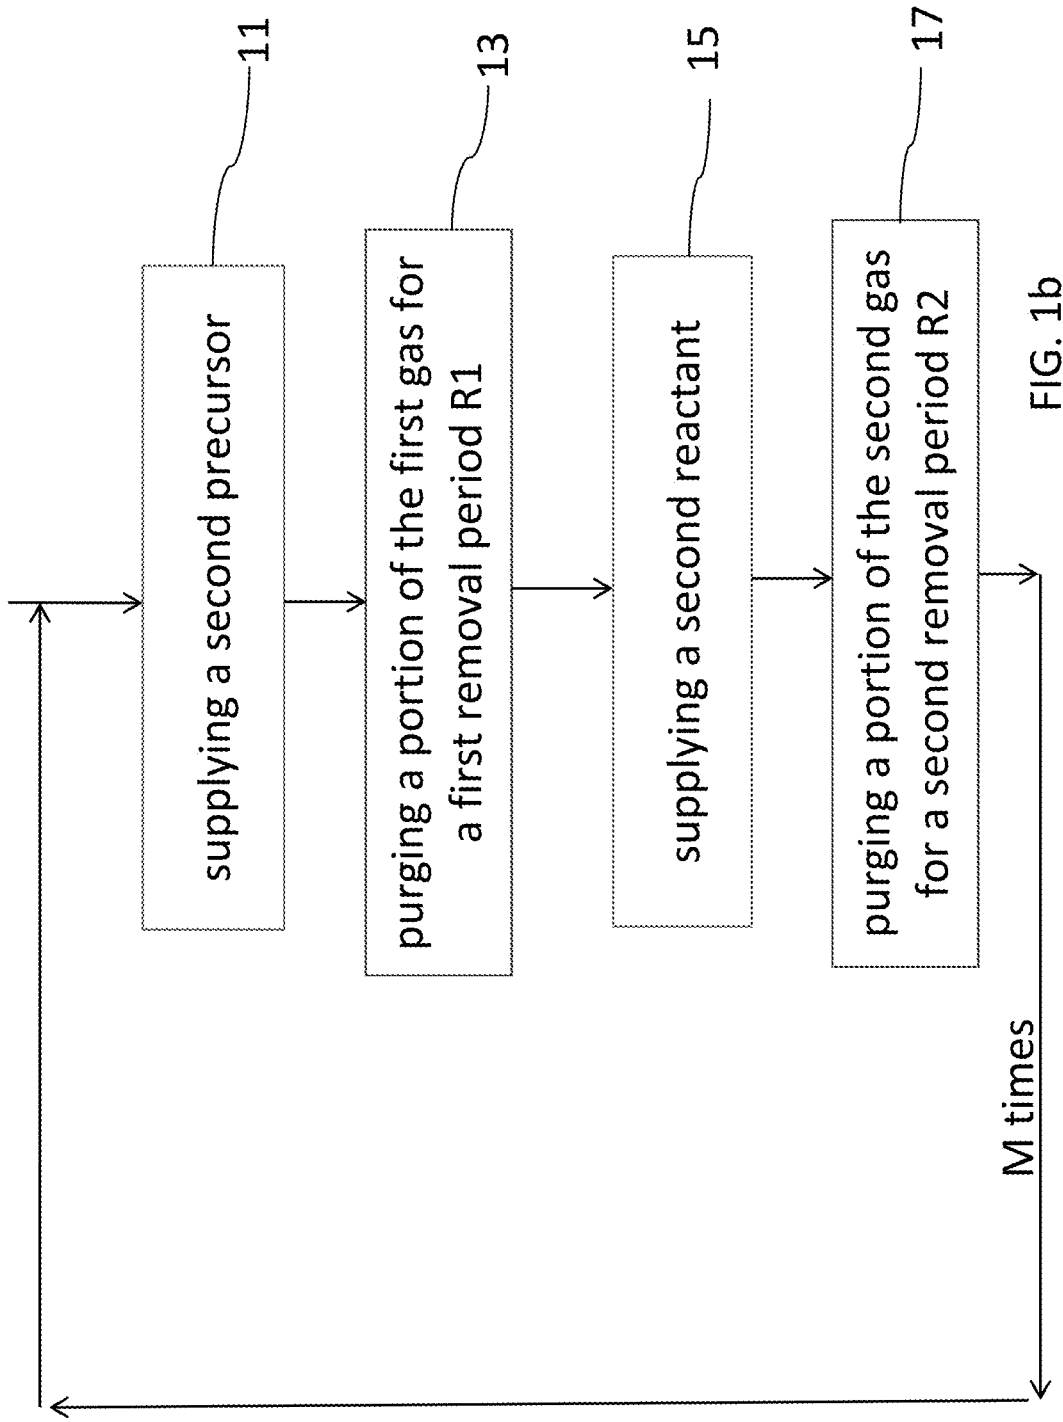 supplying a second precursor
11
purging a portion of the first gas for
a first removal period R1
13
supplying a second reactant
15
purging a portion of the second gas
for a second removal period R2
17
M times
FIG. 1b